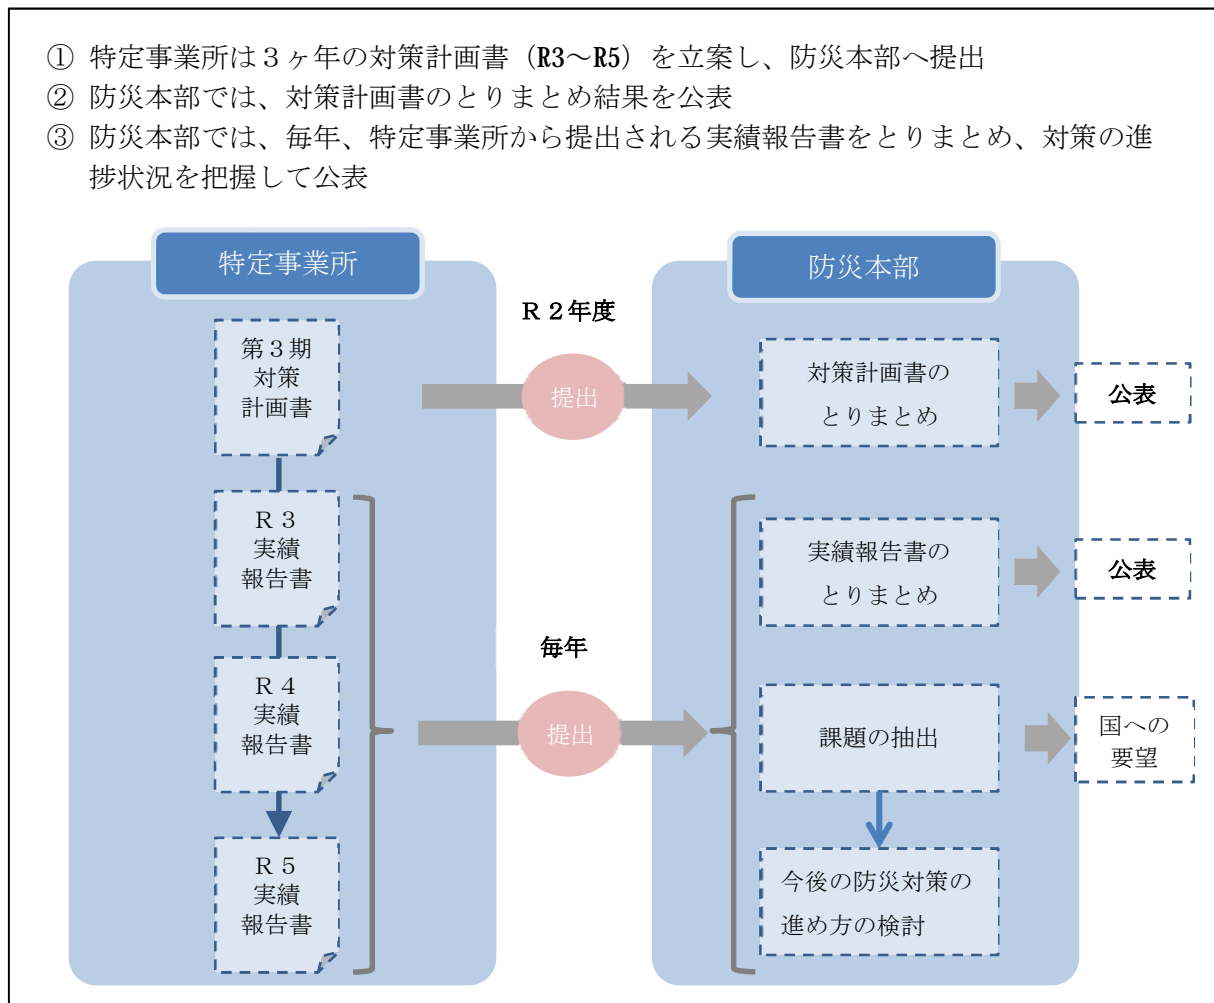 ① 特定事業所は３ヶ年の対策計画書（R3～R5）を立案し、防災本部へ提出
② 防災本部では、対策計画書のとりまとめ結果を公表
③ 防災本部では、毎年、特定事業所から提出される実績報告書をとりまとめ、対策の進
捗状況を把握して公表
特定事業所
防災本部
Ｒ２年度
第３期
対策
計画書
提出
対策計画書の
とりまとめ
公表
Ｒ３
実績
報告書
実績報告書の
とりまとめ
公表
毎年
Ｒ４
実績
報告書
提出
課題の抽出
国への
要望
Ｒ５
実績
報告書
今後の防災対策の
進め方の検討